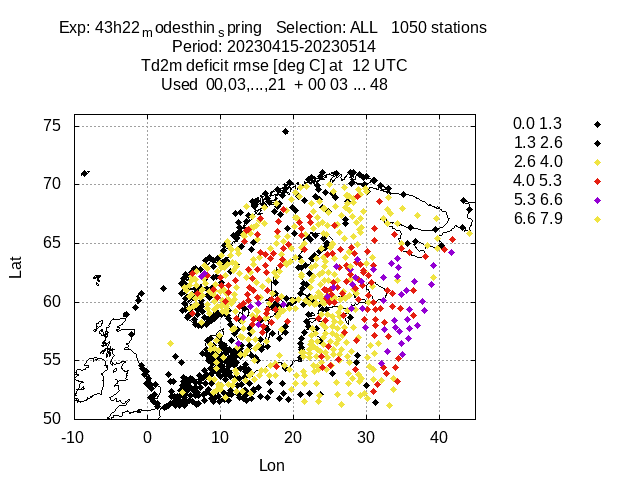 Exp: 43h22modesthinspring   Selection: ALL   1050 stations
Period: 20230415-20230514
Td2m deficit rmse [deg C] at  12 UTC
Used  00,03,...,21  + 00 03 ... 48
0.0 1.3
1.3 2.6
2.6 4.0
4.0 5.3
5.3 6.6
6.6 7.9
75
70
65
60
55
50
Lat
-10 0 10 20 30 40
Lon